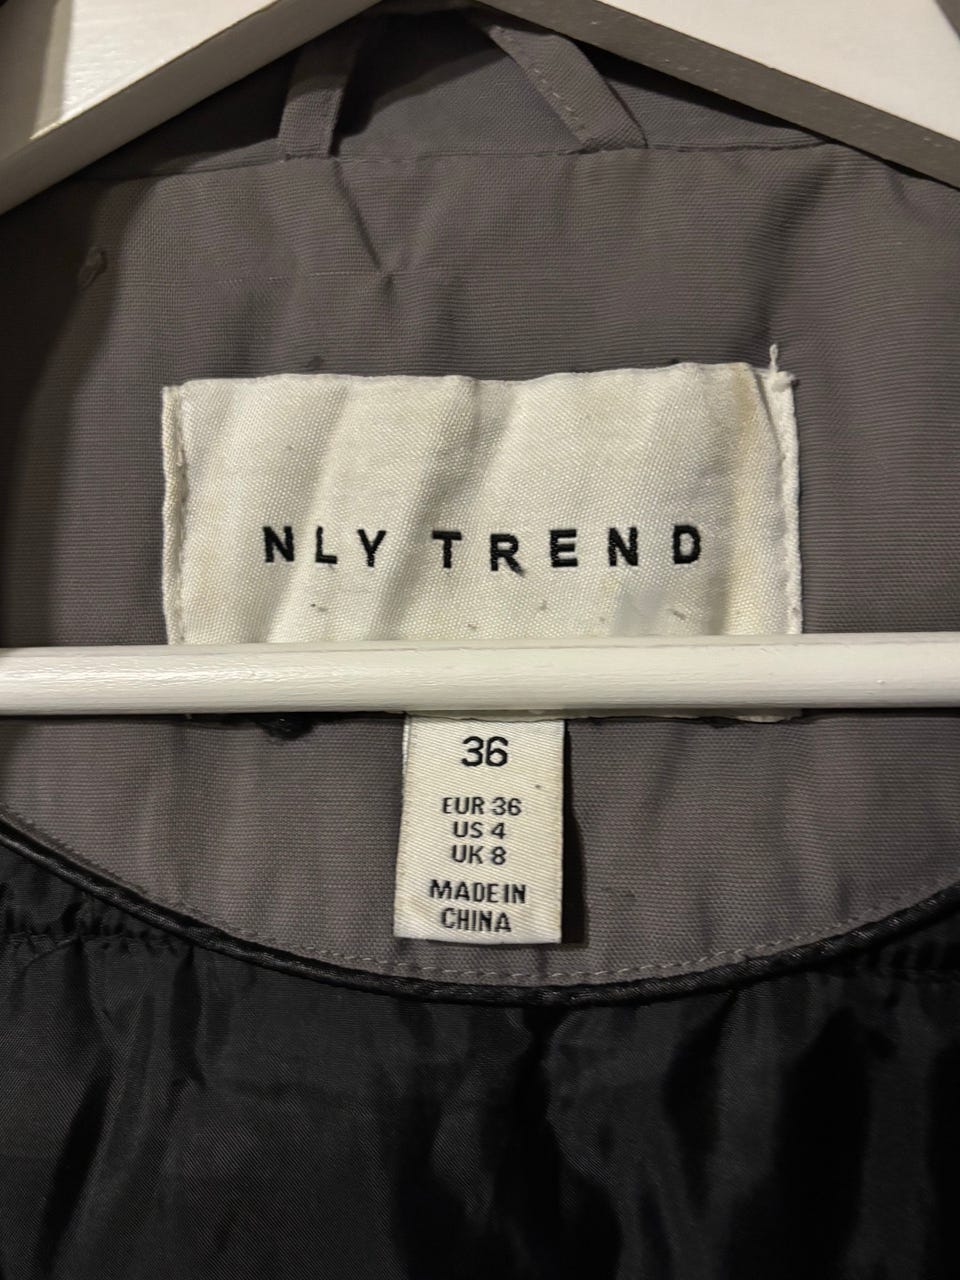 NLY TREND
36
EUR 36
US 4
UK 8
MADE IN
CHINA